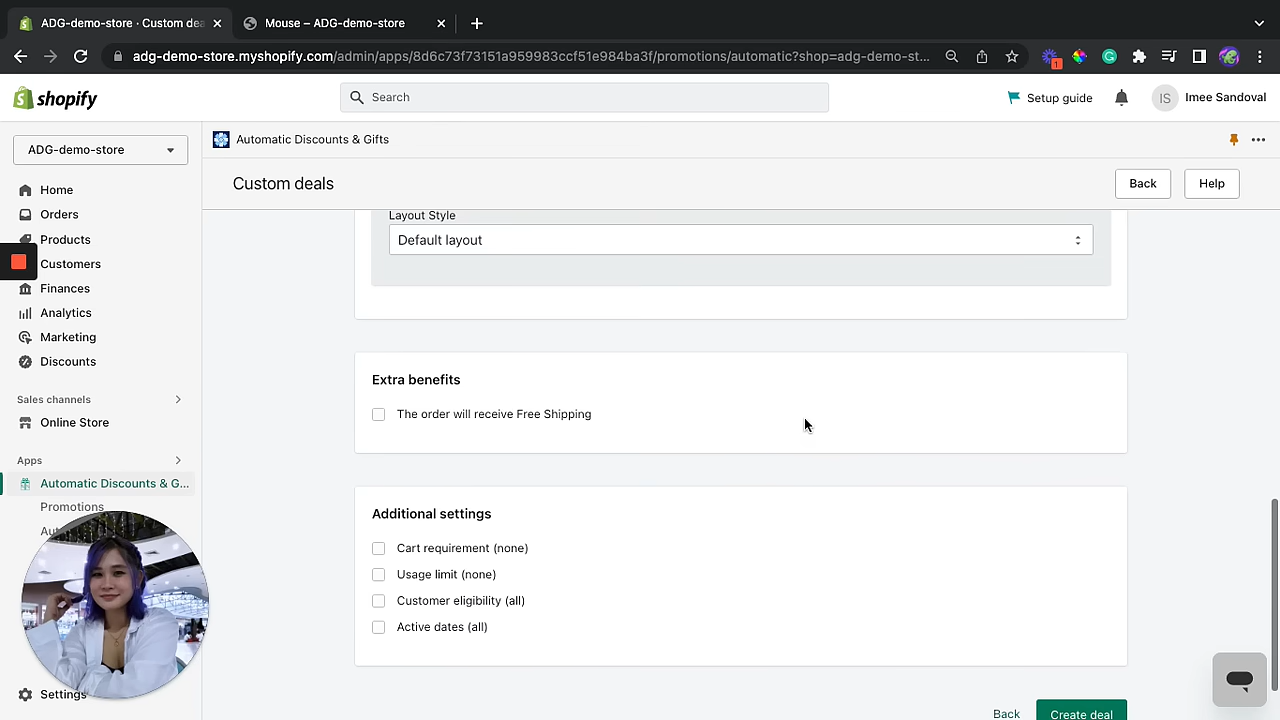 ADG-demo-store · Custom dea
Mouse – ADG-demo-store
adg-demo-store.myshopify.com/admin/apps/8d6c73f73151a959983ccf51e984ba3f/promotions/automatic?shop=adg-demo-st...
1
shopify
Search
Setup guide
IS
Imee Sandoval
ADG-demo-store
Automatic Discounts & Gifts
Custom deals
Back
Help
Home
Orders
Products
Customers
Finances
Analytics
Marketing
Discounts
Sales channels
Online Store
Apps
Automatic Discounts & G...
Promotions
Settings
Layout Style
Default layout
Extra benefits
The order will receive Free Shipping
Additional settings
Cart requirement (none)
Usage limit (none)
Customer eligibility (all)
Active dates (all)
Back
Create deal